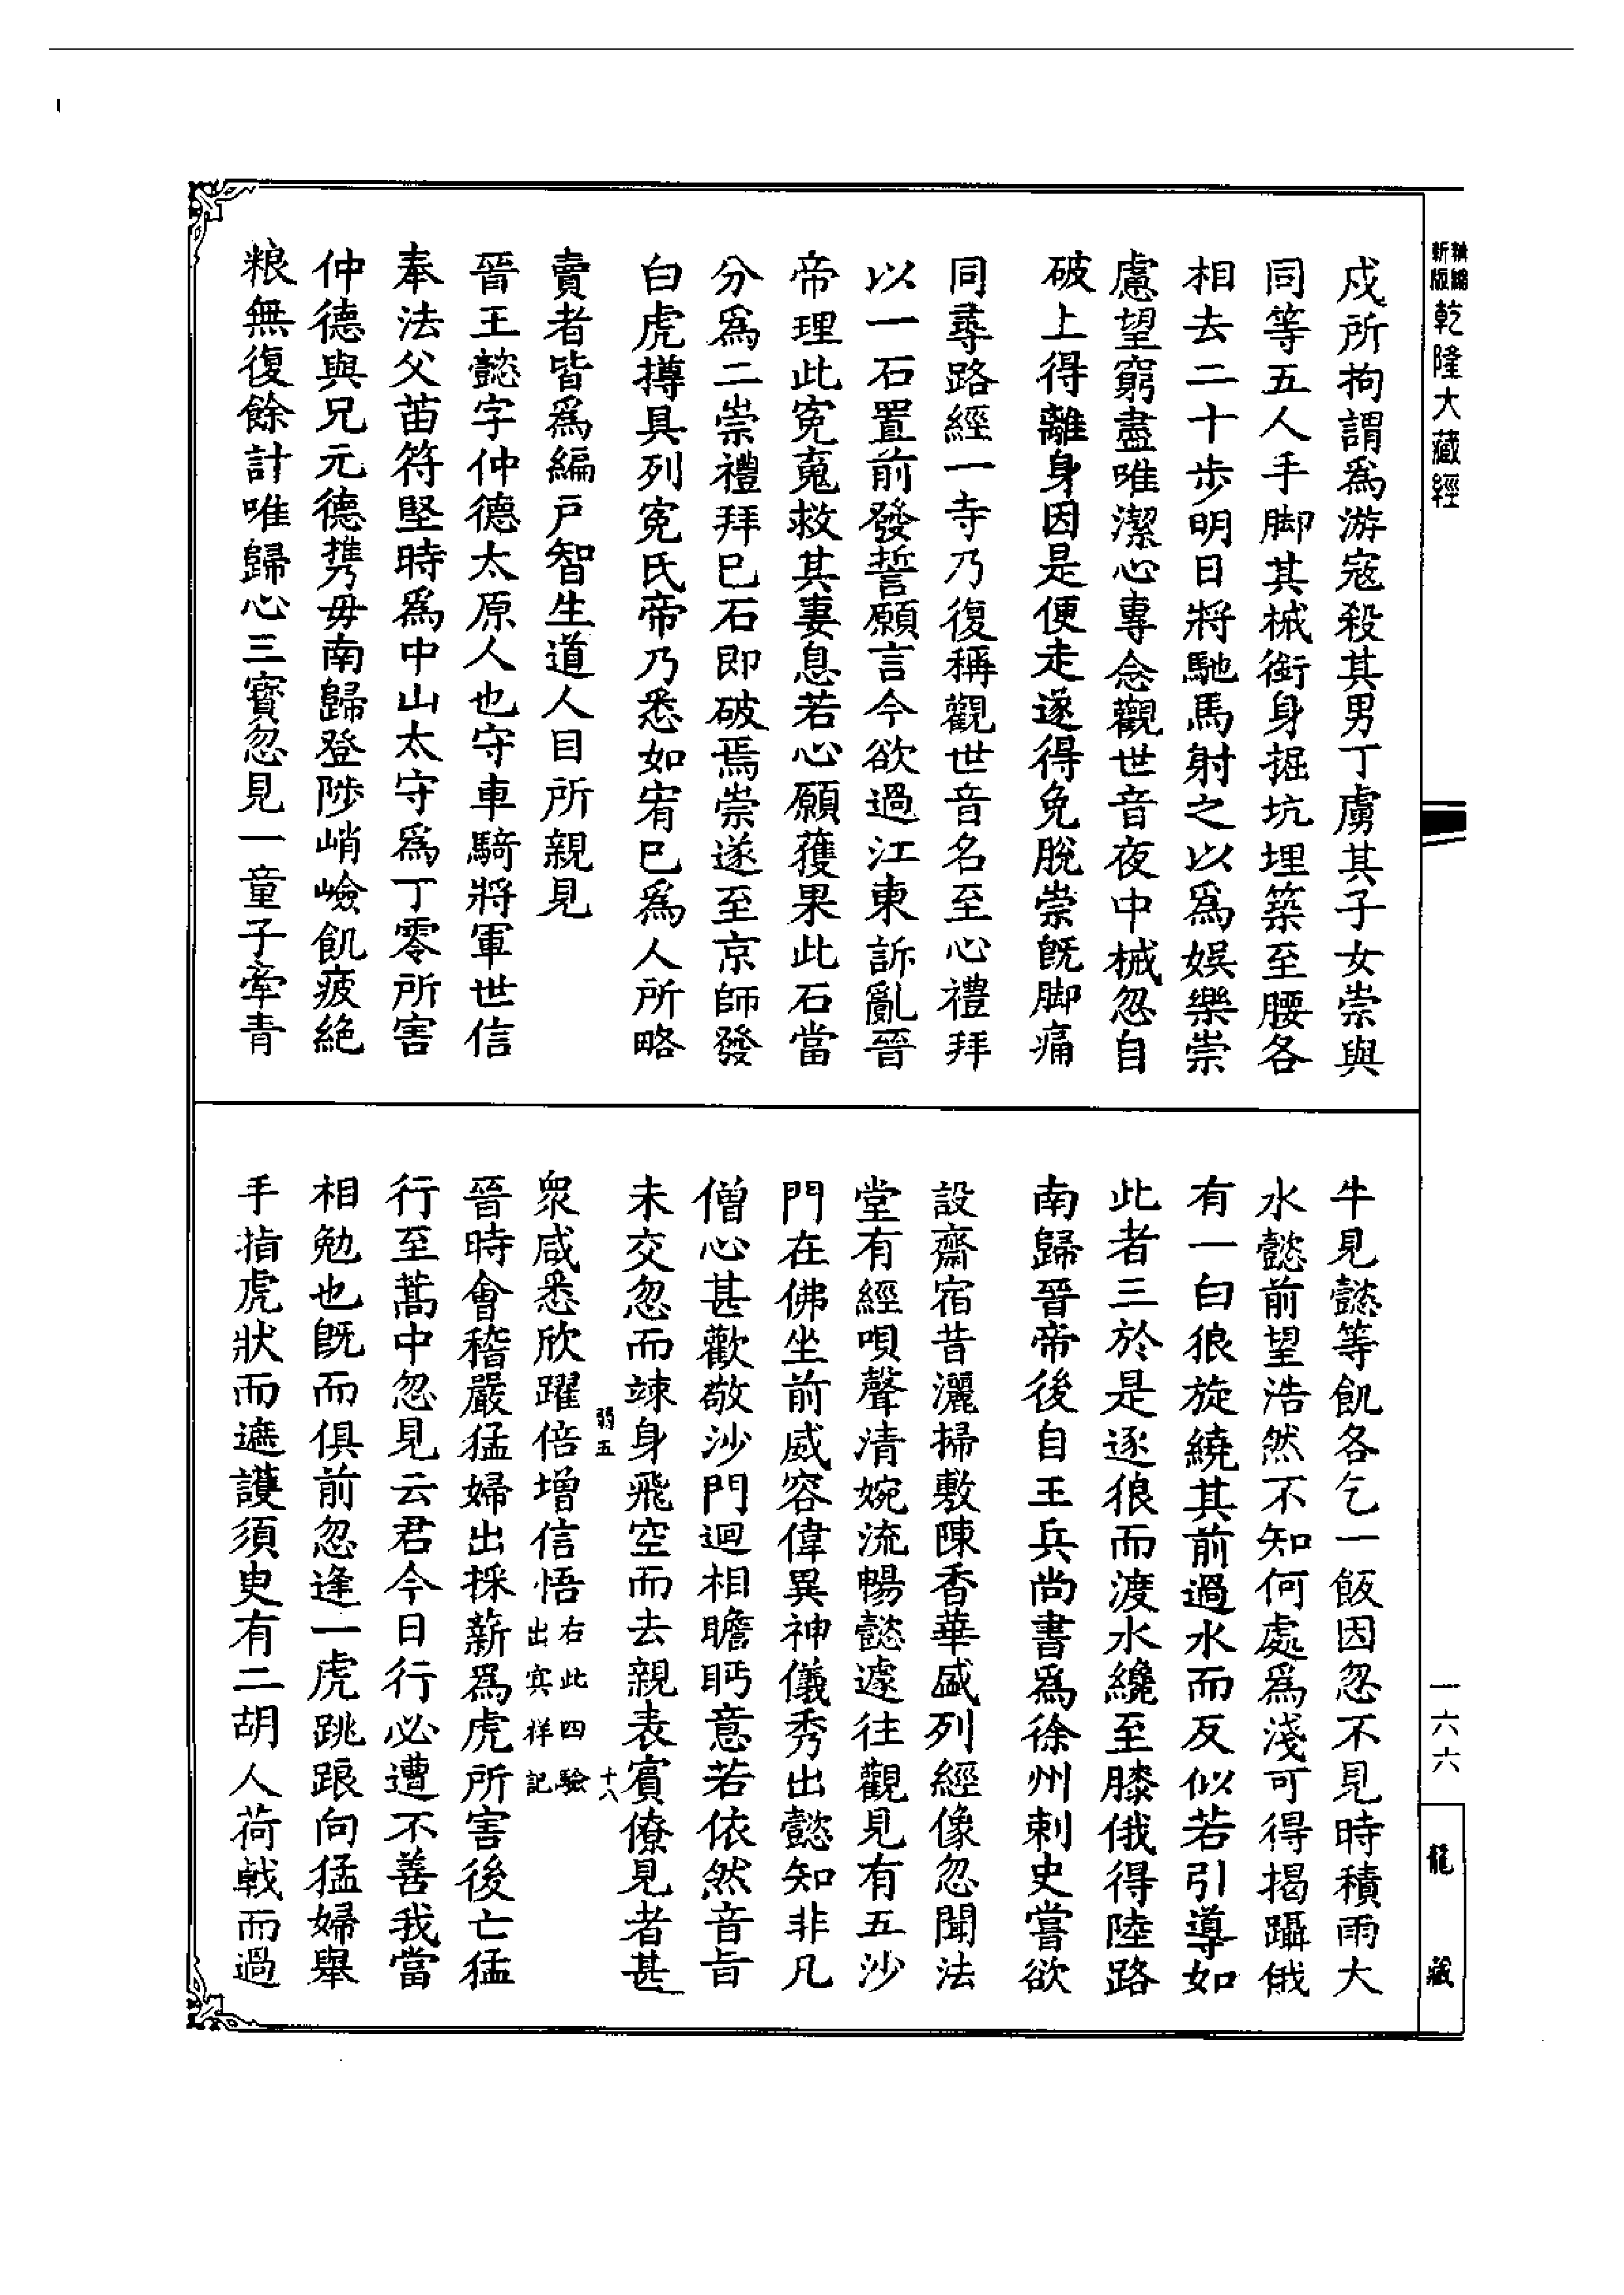 乾隆大藏經
戍所拘謂爲游寇殺其男丁虜其子女崇與
同等五人手脚其械銜身掘坑埋築至腰各
相去二十步明日將馳馬射之以爲娛樂崇
慮望窮盡唯潔心專念觀世音夜中械忽自
破上得離身因是便走遂得免脫崇旣脚痛
同尋路經一寺乃復稱觀世音名至心禮拜
以一石置前發誓願言今欲過江東訴亂晉
帝理此寃䰟救其妻息若心願獲果此石當
分爲二崇禮拜巳石即破焉崇遂至京師發
白虎摶具列寃氏帝乃悉如宥巳爲人所略
賣者皆爲編戸智生道人目所親見
晉王懿字仲德太原人也守車騎將軍世信
奉法父苗符堅時爲中山太守爲丁零所害
仲德與兄元德携毋南歸登陟峭嶮飢疲絕
粮無復餘計唯歸心三寳忽見一童子牽青
牛見懿等飢各乞一飯因忽不見時積雨大
水懿前望浩然不知何處爲淺可得揭躡俄
有一白狼旋繞其前過水而反似若引導如
此者三於是逐狼而渡水纔至膝俄得陸路
南歸晉帝後自王兵尚書爲徐州剌史嘗欲
設齋宿昔灑掃敷陳香華盛列經像忽聞法
堂有經唄聲清婉流暢懿遽往觀見有五沙
門在佛坐前威容偉異神儀秀出懿知非凡
僧心甚歡敬沙門迴相瞻眄意若依然音旨
未交忽而竦身飛空而去親表賓僚見者甚
弱五
十八
衆咸悉欣躍倍增信悟右此四驗出宾祥記
晉時會稽嚴猛婦出採薪爲虎所害後亡猛
行至蒿中忽見云君今日行必遭不善我當
相勉也旣而俱前忽逢一虎跳踉向猛婦舉
手指虎狀而遮護須臾有二胡人荷戟而過
一六六
龍藏